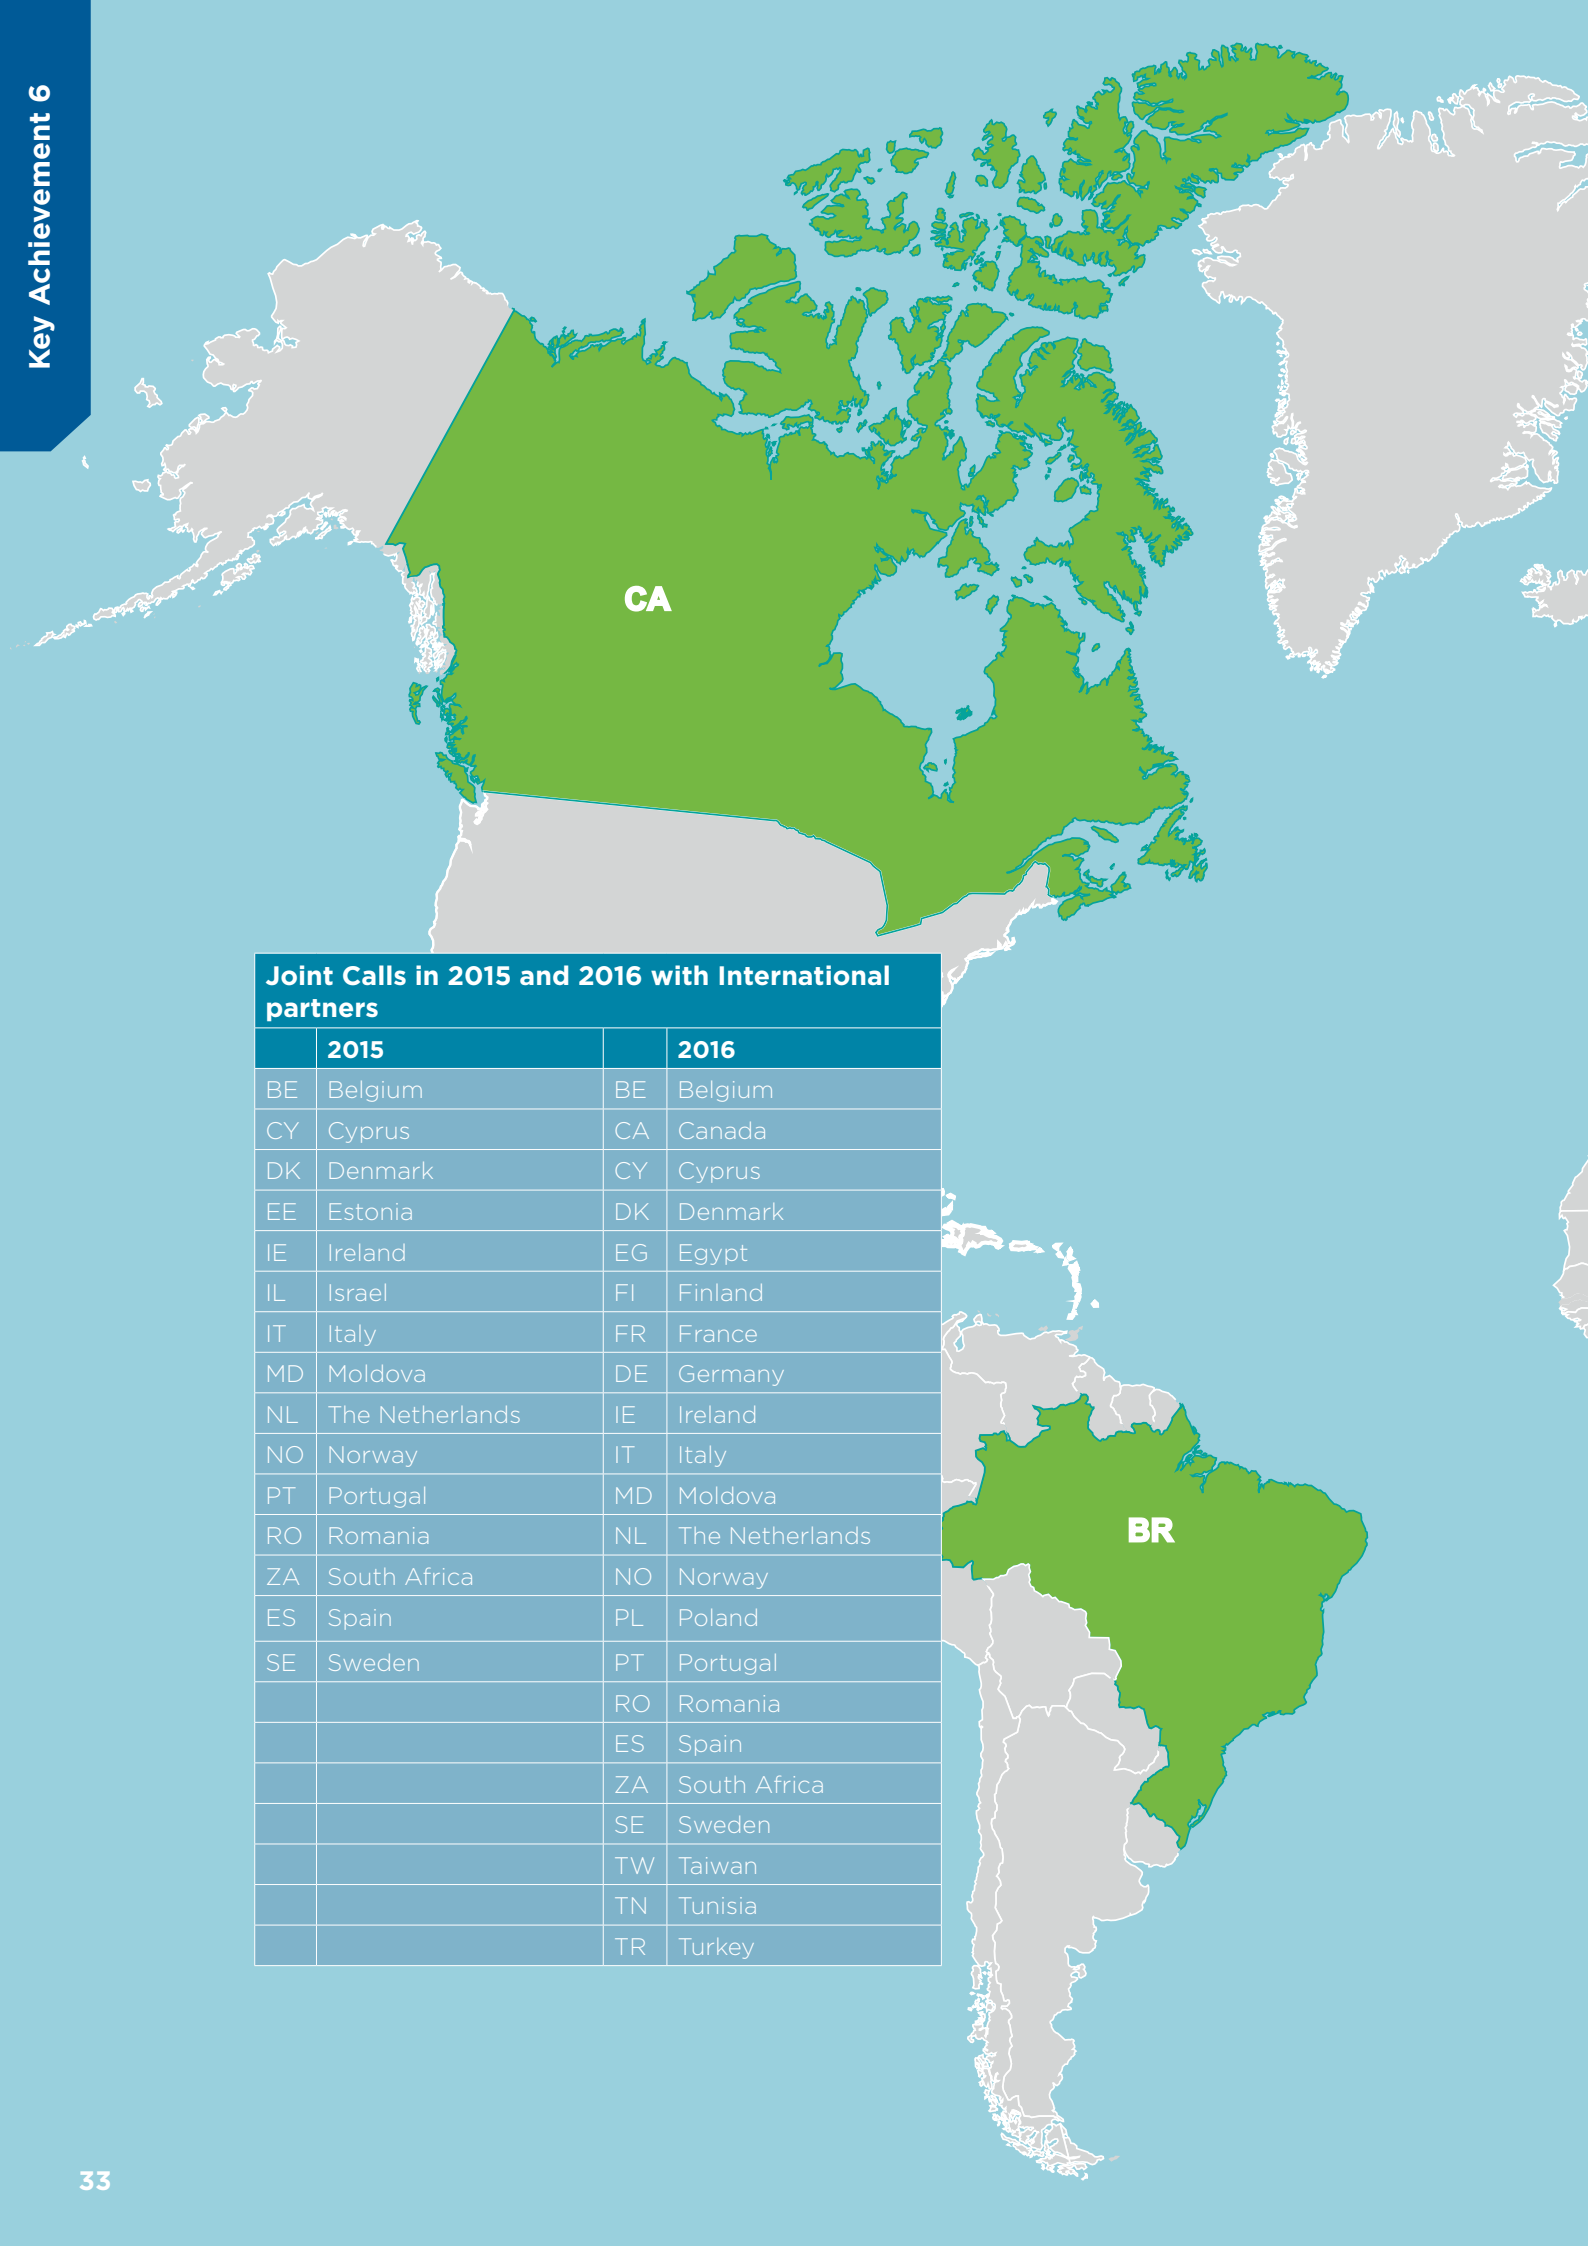 Key Achievement 6
CA
Joint Calls in 2015 and 2016 with International
partners
2015 2016
BE Belgium BE Belgium
CY Cyprus CA Canada
DK Denmark CY Cyprus
EE Estonia DK Denmark
IE Ireland EG Egypt
IL Israel FI Finland
IT Italy FR France
MD Moldova DE Germany
NL The Netherlands IE Ireland
NO Norway IT Italy
PT Portugal MD Moldova
RO Romania NL The Netherlands
ZA South Africa NO Norway
ES Spain PL Poland
SE Sweden PT Portugal
RO Romania
ES Spain
ZA South Africa
SE Sweden
TW Taiwan
TN Tunisia
TR Turkey
BR
33